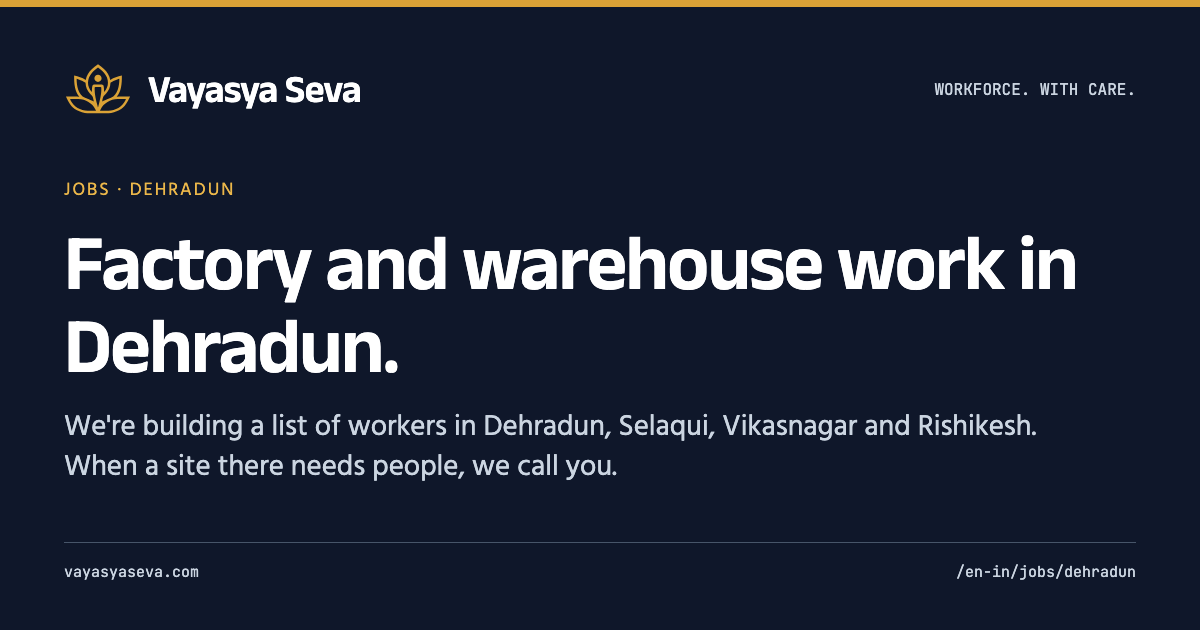 Vayasya Seva
WORKFORCE. WITH CARE.
JOBS · DEHRADUN
Factory and warehouse work in
Dehradun.
We're building a list of workers in Dehradun, Selaqui, Vikasnagar and Rishikesh.
When a site there needs people, we call you.
vayasyaseva.com
/en-in/jobs/dehradun